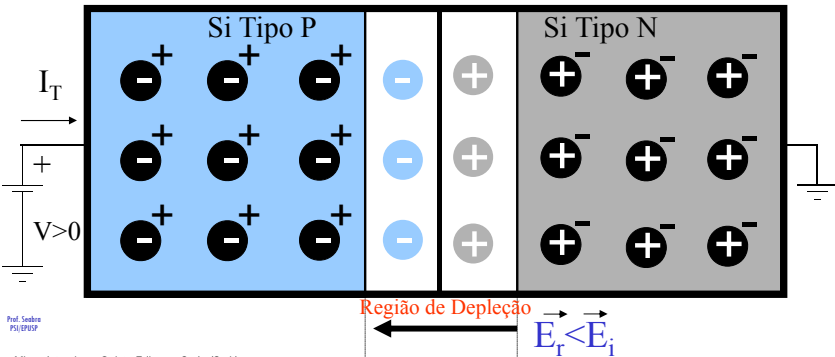 Si Tipo P
Si Tipo N
I_T
+
V>0
Região de Depleção
E_r<E_i
Prof. Seabra
PSI/EPUSP